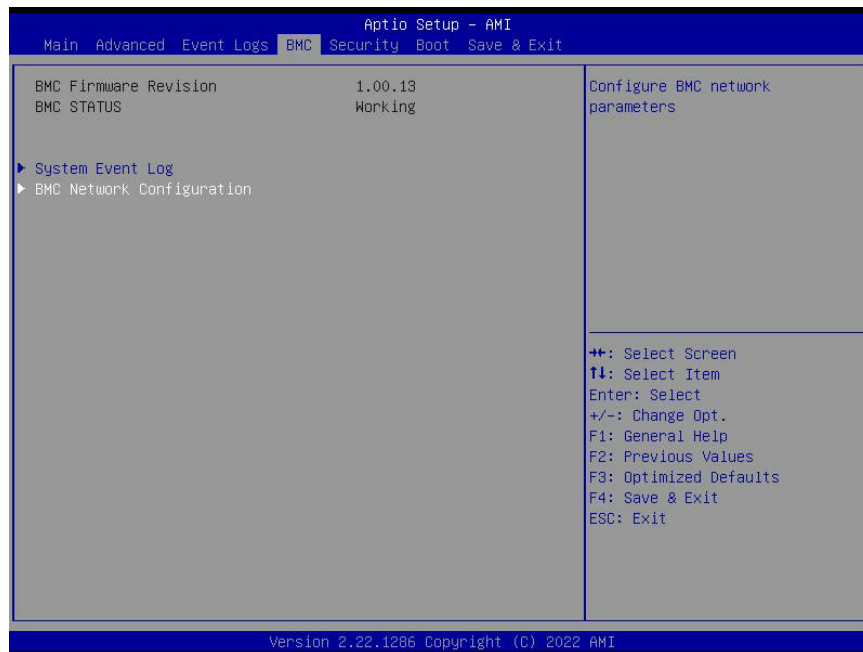 Aptio Setup - AMI
Main Advanced Event Logs BMC Security Boot Save & Exit
BMC Firmware Revision 1.00.13
BMC STATUS Working
System Event Log
BMC Network Configuration
Configure BMC network
parameters
→←: Select Screen
↑↓: Select Item
Enter: Select
+/-: Change Opt.
F1: General Help
F2: Previous Values
F3: Optimized Defaults
F4: Save & Exit
ESC: Exit
Version 2.22.1286 Copyright (C) 2022 AMI